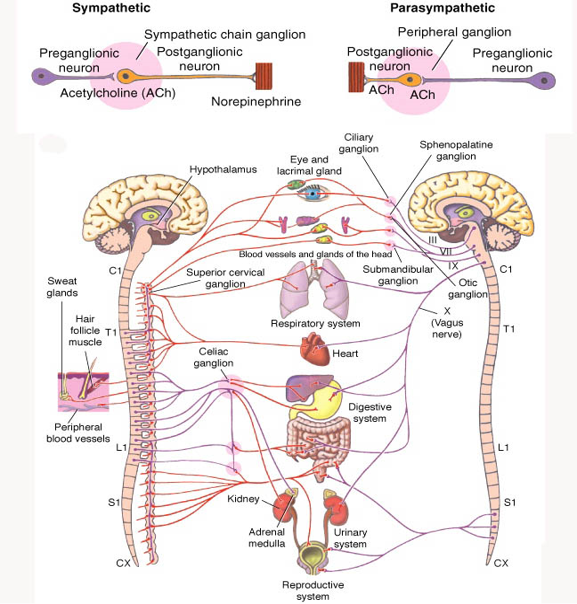 Sympathetic
Sympathetic chain ganglion
Preganglionic
neuron
Postganglionic
neuron
Acetylcholine (ACh)
Norepinephrine
Parasympathetic
Peripheral ganglion
Postganglionic
neuron
Preganglionic
neuron
ACh
ACh
Ciliary
ganglion
Sphenopalatine
ganglion
Eye and
lacrimal gland
Hypothalamus
III
VII
IX
Blood vessels and glands of the head
C1
Superior cervical
ganglion
Submandibular
ganglion
C1
Otic
ganglion
Sweat
glands
X
(Vagus
nerve)
Hair
follicle
muscle
T1
Respiratory system
T1
Celiac
ganglion
Heart
Peripheral
blood vessels
Digestive
system
L1
L1
S1
Kidney
S1
Adrenal
medulla
Urinary
system
CX
CX
Reproductive
system